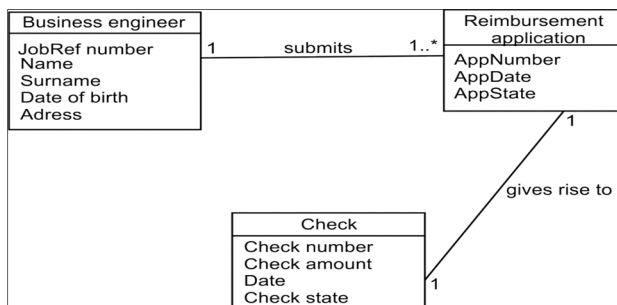 Business engineer
JobRef number
Name
Surname
Date of birth
Adress
1
submits
1..*
Reimbursement
application
AppNumber
AppDate
AppState
1
gives rise to
Check
Check number
Check amount
Date
Check state
1